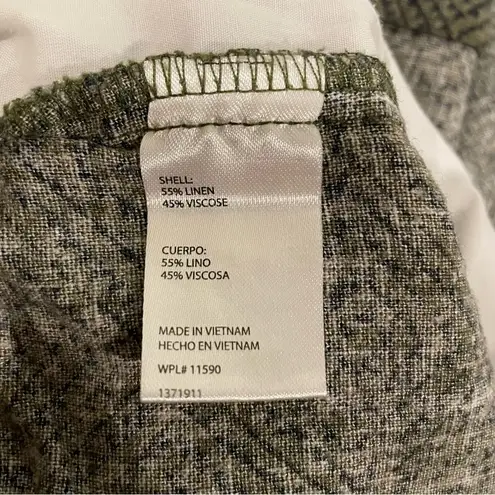 SHELL:
55% LINEN
45% VISCOSE
CUERPO:
55% LINO
45% VISCOSA
MADE IN VIETNAM
HECHO EN VIETNAM
WPL# 11590
1371911